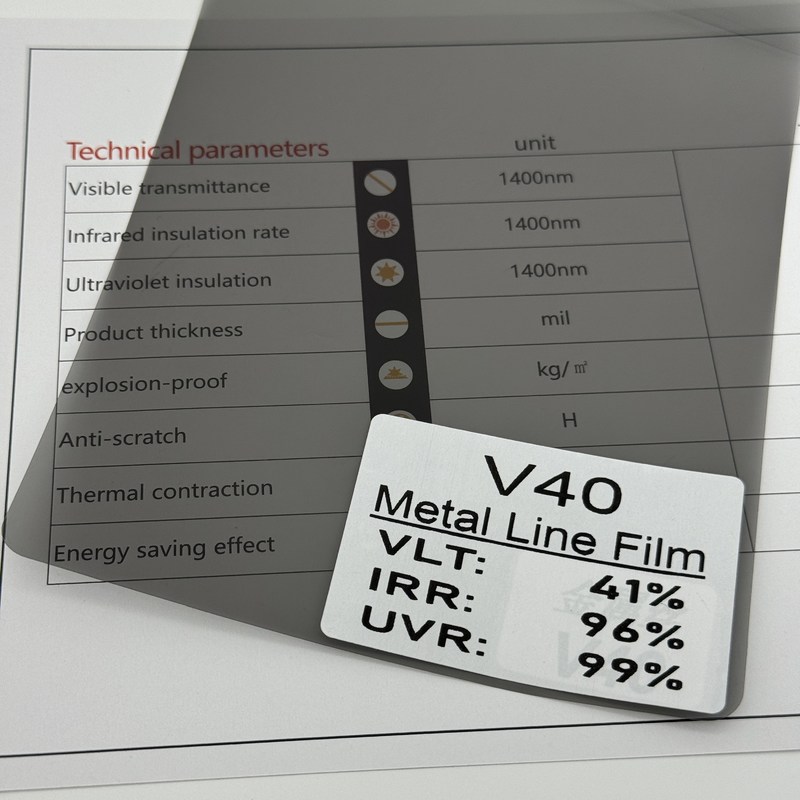 Technical parameters unit
Visible transmittance 1400nm
Infrared insulation rate 1400nm
Ultraviolet insulation 1400nm
Product thickness mil
explosion-proof kg/㎡
Anti-scratch H
Thermal contraction
Energy saving effect
V40
Metal Line Film
VLT: 41%
IRR: 96%
UVR: 99%